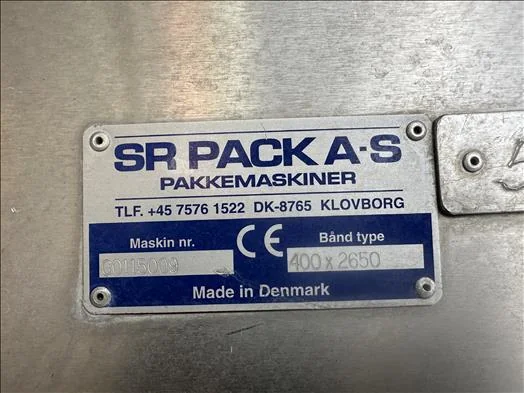 SR PACK A-S
PAKKEMASKINER
TLF. +45 7576 1522 DK-8765 KLOVBORG
Maskin nr. CE Bånd type
60115009 400 x 2650
Made in Denmark